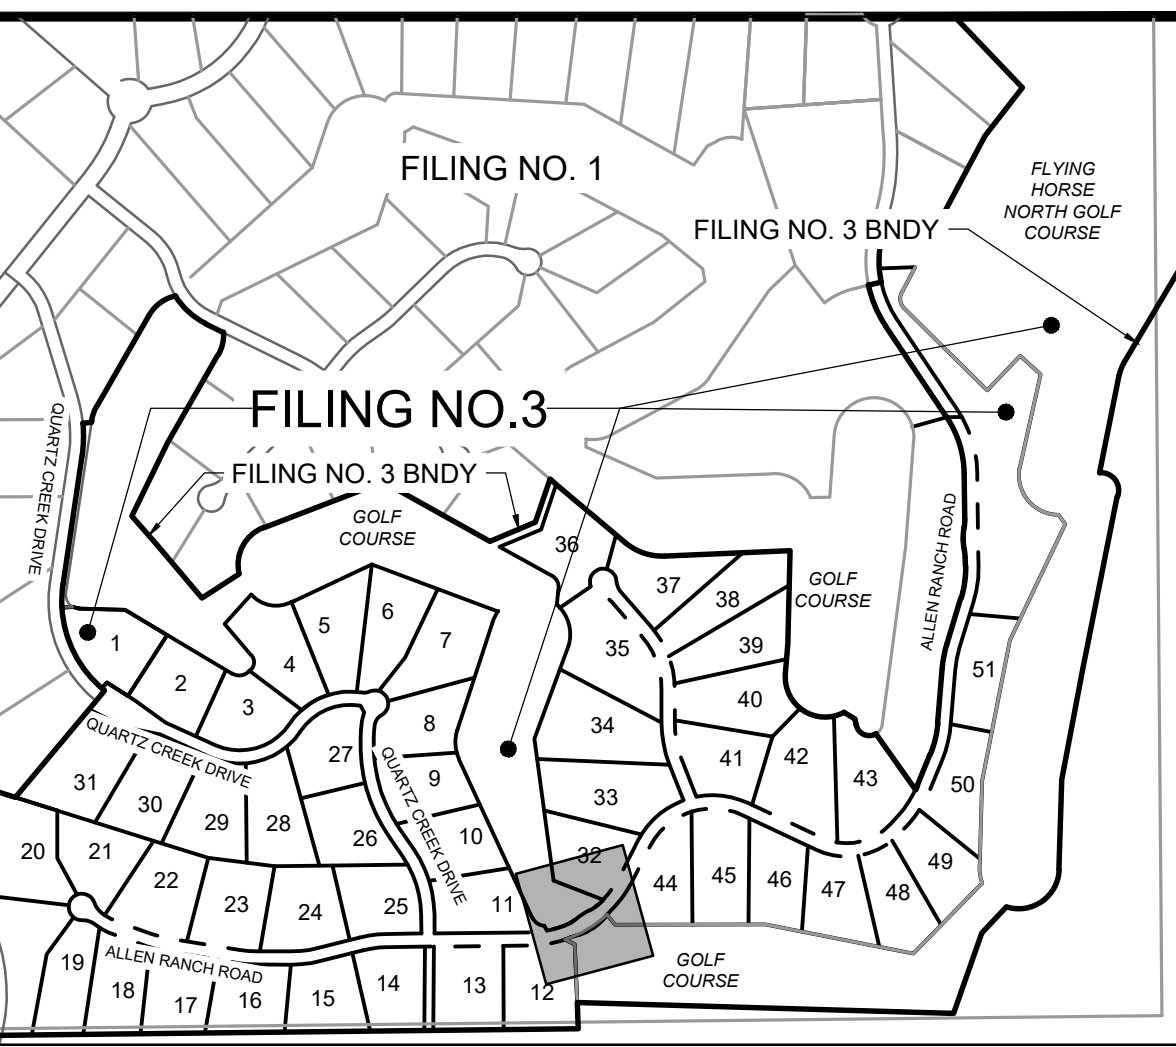 FILING NO. 1
FLYING
HORSE
NORTH GOLF
COURSE
FILING NO. 3 BNDY
FILING NO.3
FILING NO. 3 BNDY
GOLF
COURSE
QUARTZ CREEK DRIVE
ALLEN RANCH ROAD
36
37
38
GOLF
COURSE
1
2
3
4
5
6
7
35
39
40
51
8
34
41
42
43
50
QUARTZ CREEK DRIVE
QUARTZ CREEK DRIVE
31
30
29
28
27
26
9
10
33
32
20
21
22
23
24
25
11
44
45
46
47
48
49
19
18
17
16
15
14
13
12
ALLEN RANCH ROAD
GOLF
COURSE